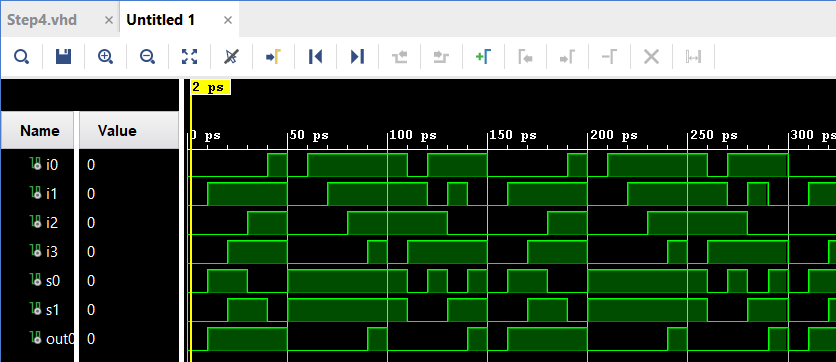 Step4.vhd × Untitled 1 ×
2 ps
Name Value
0 ps 50 ps 100 ps 150 ps 200 ps 250 ps 300 ps
i0 0
i1 0
i2 0
i3 0
s0 0
s1 0
out0 0